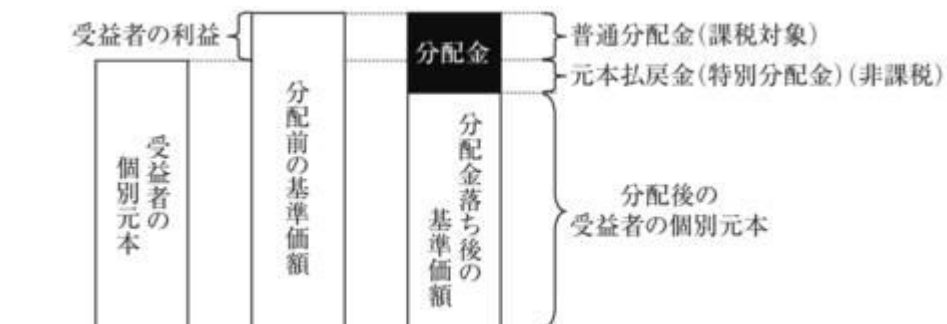 受益者の利益
分配金
普通分配金(課税対象)
元本払戻金(特別分配金)(非課税)
受益者の
個別元本
分配前の基準価額
分配金落ち後の
基準価額
分配後の
受益者の個別元本